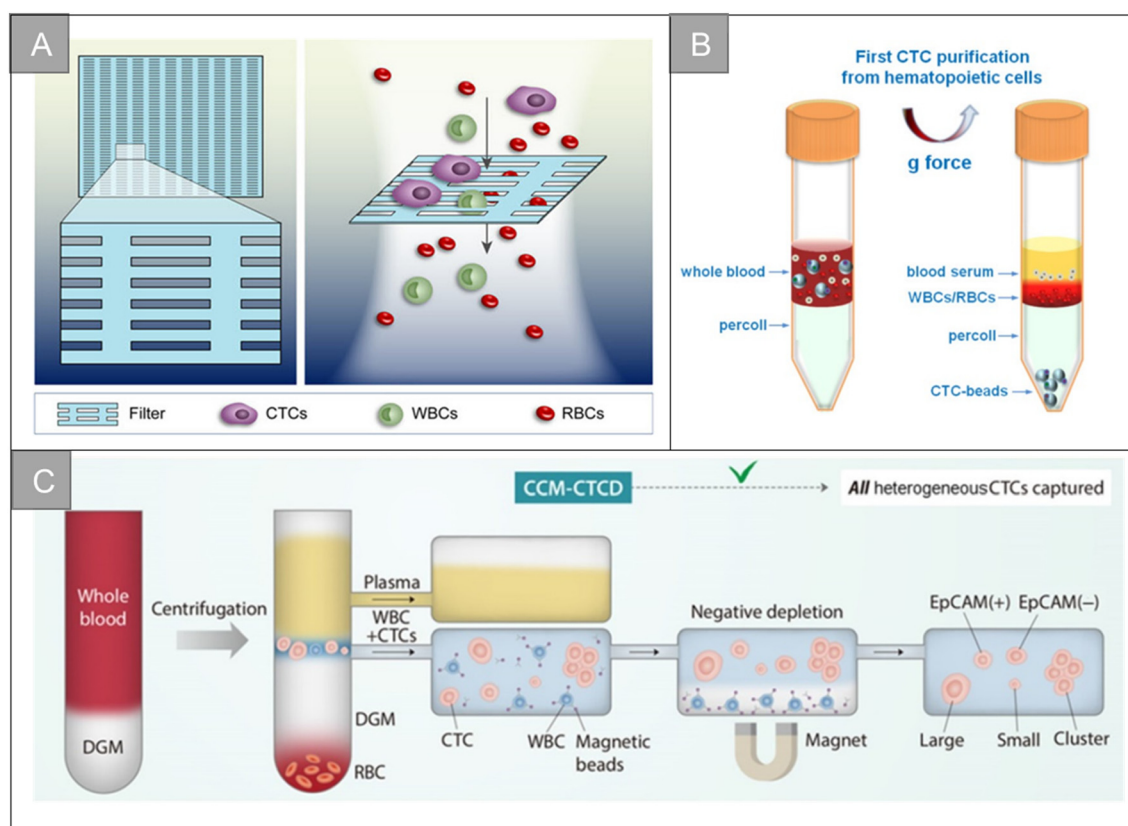 A
Filter
CTCs
WBCs
RBCs
B
First CTC purification
from hematopoietic cells
g force
whole blood
percoll
blood serum
WBCs/RBCs
percoll
CTC-beads
C
CCM-CTCD
All heterogeneous CTCs captured
Whole
blood
DGM
Centrifugation
Plasma
WBC
+CTCs
DGM
RBC
CTC
WBC
Magnetic
beads
Negative depletion
Magnet
EpCAM(+)
EpCAM(–)
Large
Small
Cluster